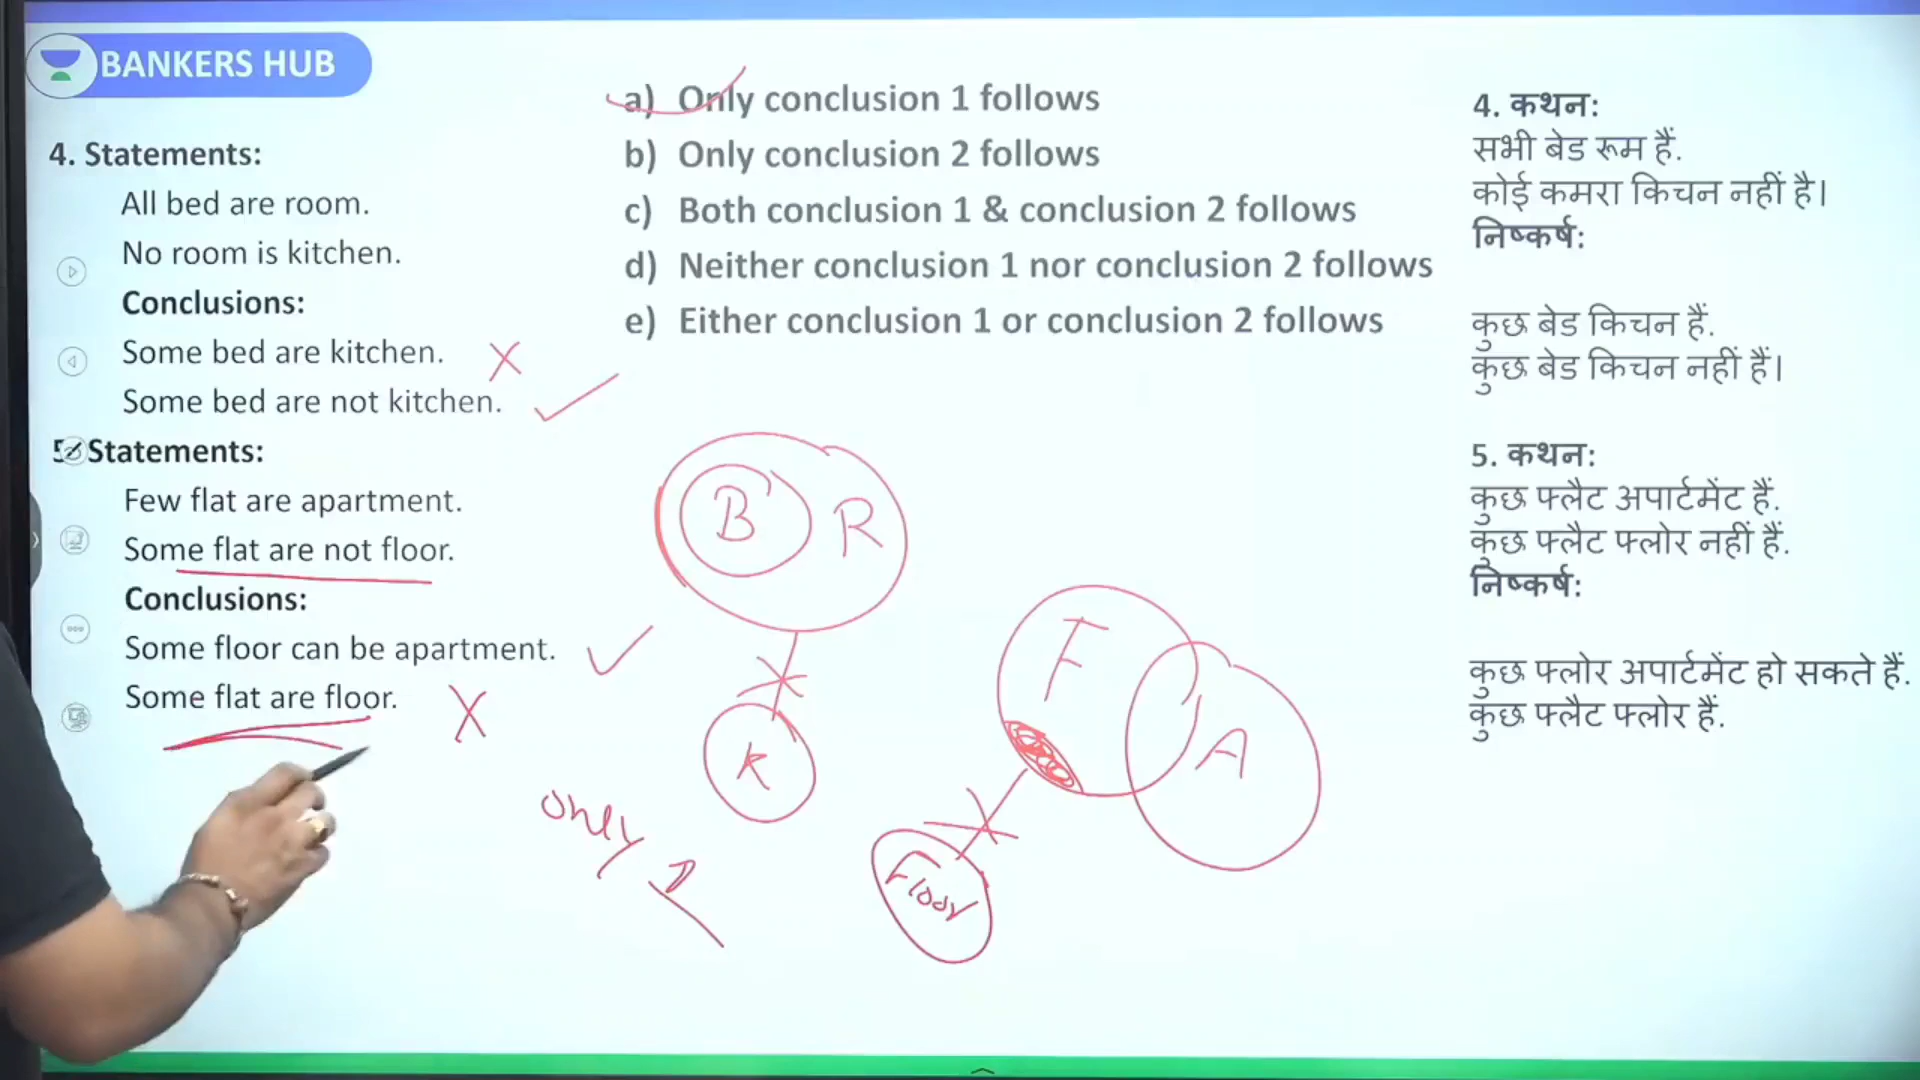 BANKERS HUB
4. Statements:
All bed are room.
No room is kitchen.
Conclusions:
Some bed are kitchen.
Some bed are not kitchen.
5. Statements:
Few flat are apartment.
Some flat are not floor.
Conclusions:
Some floor can be apartment.
Some flat are floor.
a) Only conclusion 1 follows
b) Only conclusion 2 follows
c) Both conclusion 1 & conclusion 2 follows
d) Neither conclusion 1 nor conclusion 2 follows
e) Either conclusion 1 or conclusion 2 follows
B R
K
only 1
F
A
Floor
4. कथन:
सभी बेड रूम हैं.
कोई कमरा किचन नहीं है।
निष्कर्ष:
कुछ बेड किचन हैं.
कुछ बेड किचन नहीं हैं।
5. कथन:
कुछ फ्लैट अपार्टमेंट हैं.
कुछ फ्लैट फ्लोर नहीं हैं.
निष्कर्ष:
कुछ फ्लोर अपार्टमेंट हो सकते हैं.
कुछ फ्लैट फ्लोर हैं.